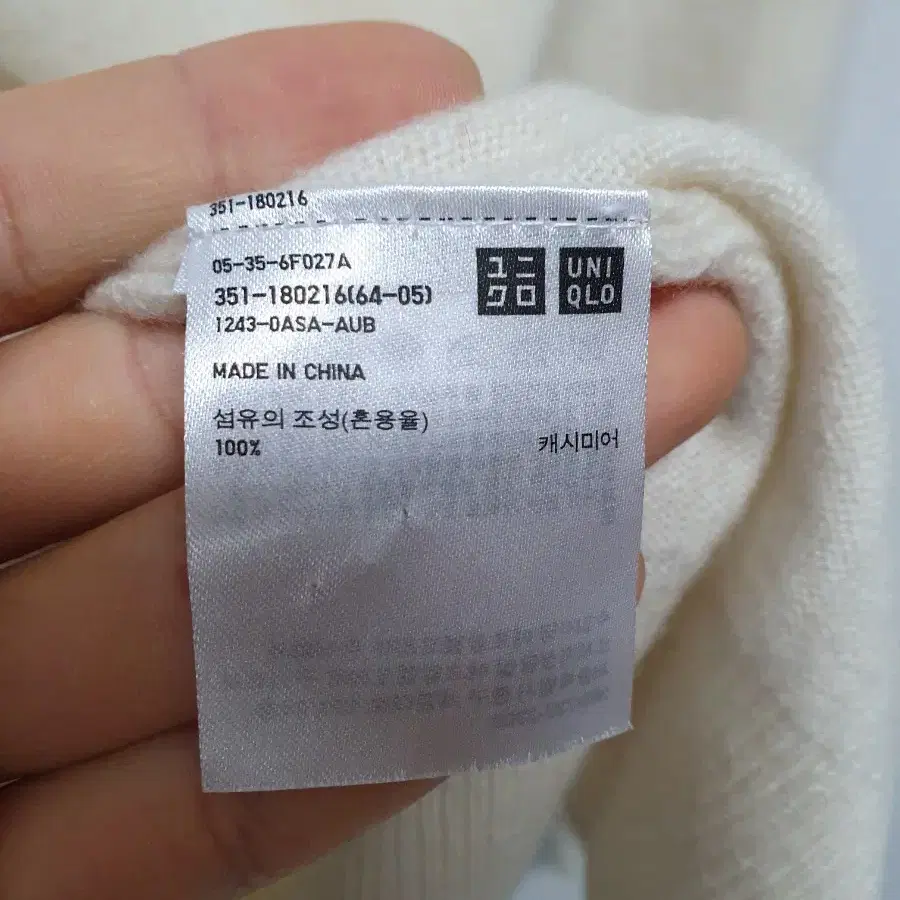 351-180216
05-35-6F027A
351-180216(64-05)
1243-0ASA-AUB
ユニ
クロ
UNI
QLO
MADE IN CHINA
섬유의 조성(혼용율)
100% 캐시미어